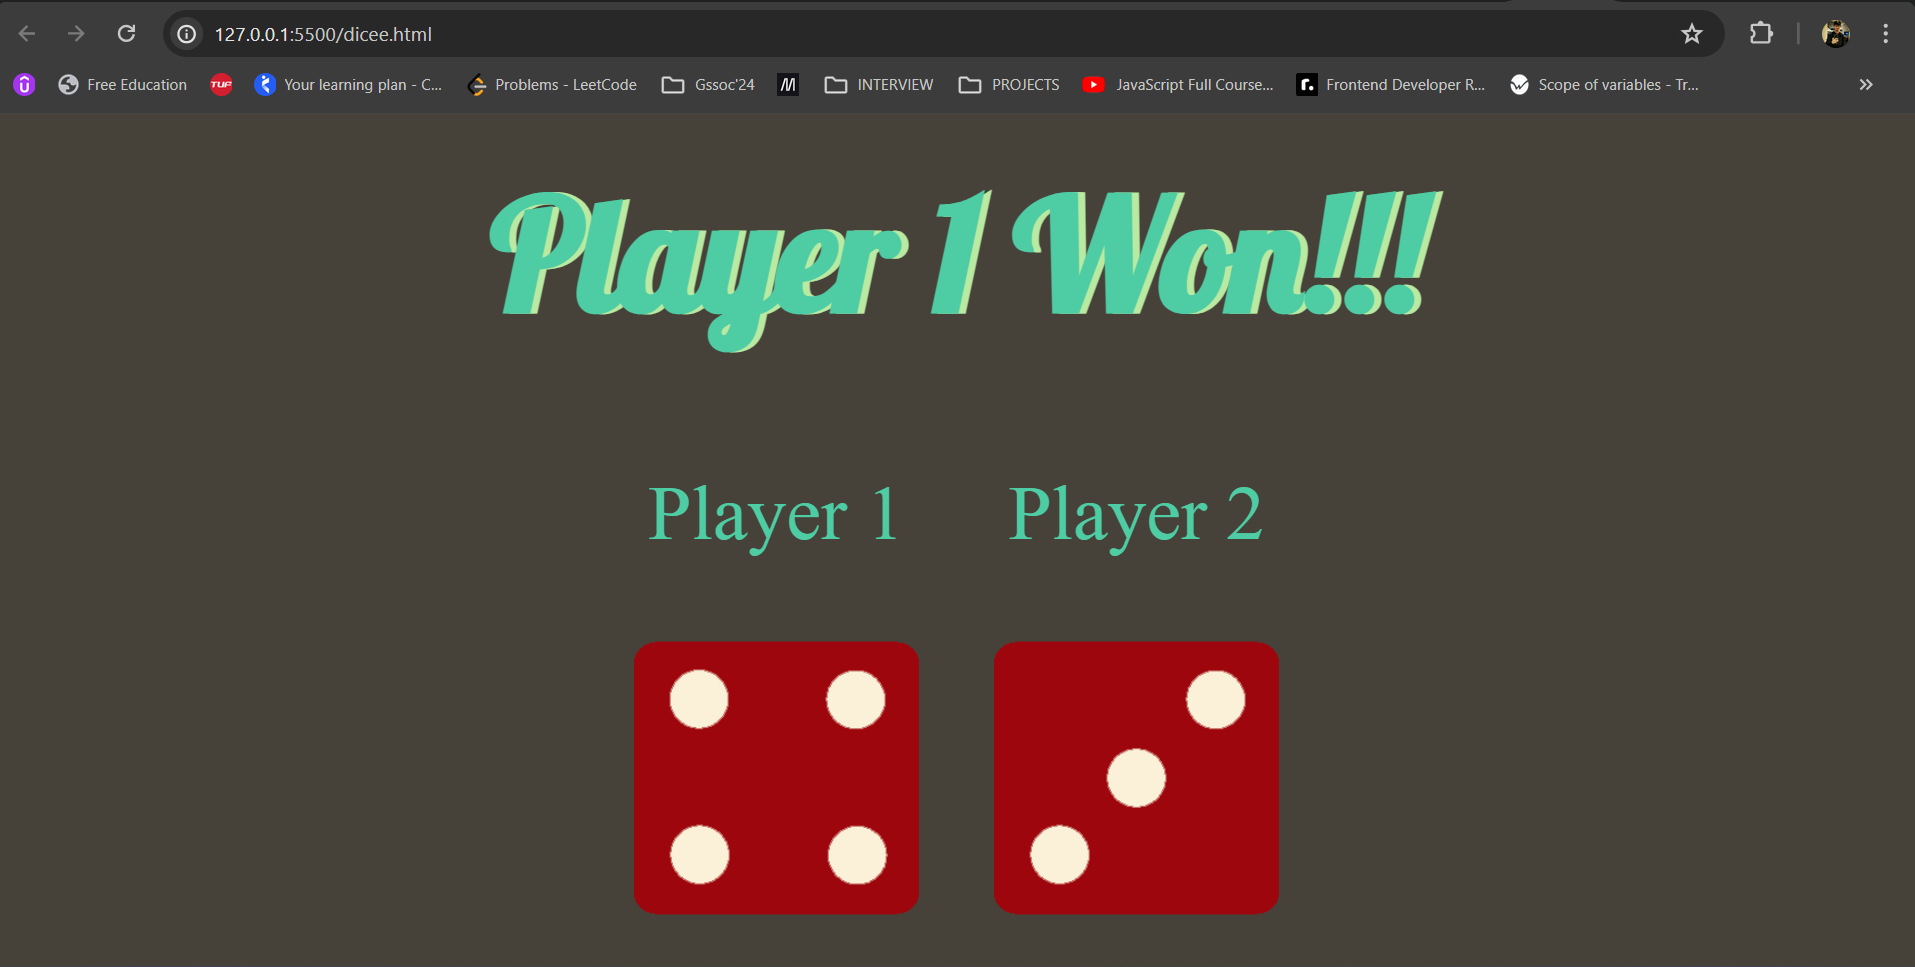 127.0.0.1:5500/dicee.html
Free Education TUF Your learning plan - C... Problems - LeetCode Gssoc'24 INTERVIEW PROJECTS JavaScript Full Course... Frontend Developer R... Scope of variables - Tr...
Player 1 Won!!!
Player 1 Player 2